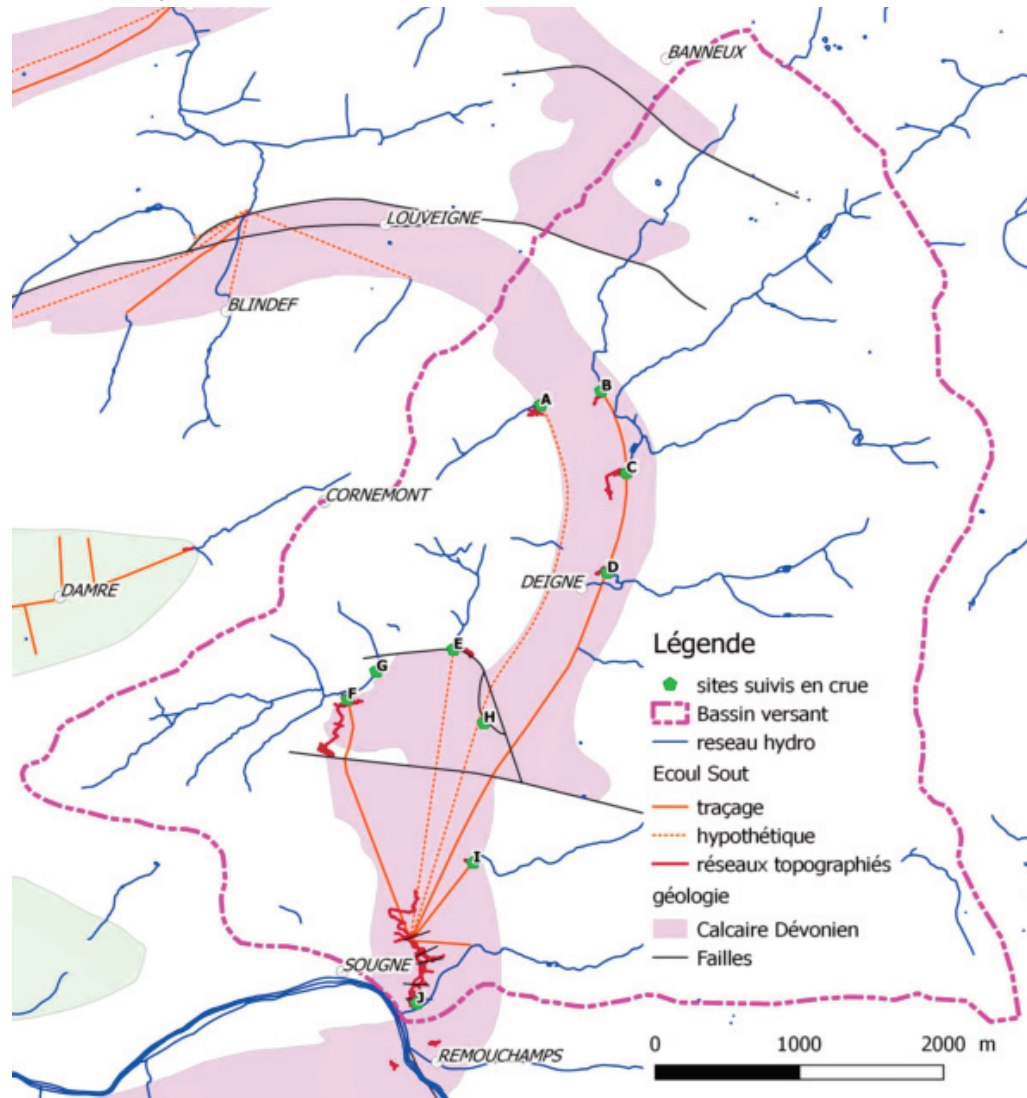 BANNEUX
LOUVEIGNE
BLINDEF
B
A
C
CORNEMONT
D
DEIGNE
DAMRE
E
G
F
H
I
SOUGNE
J
REMOUCHAMPS
Légende
sites suivis en crue
Bassin versant
reseau hydro
Ecoul Sout
traçage
hypothétique
réseaux topographiés
géologie
Calcaire Dévonien
Failles
0 1000 2000 m